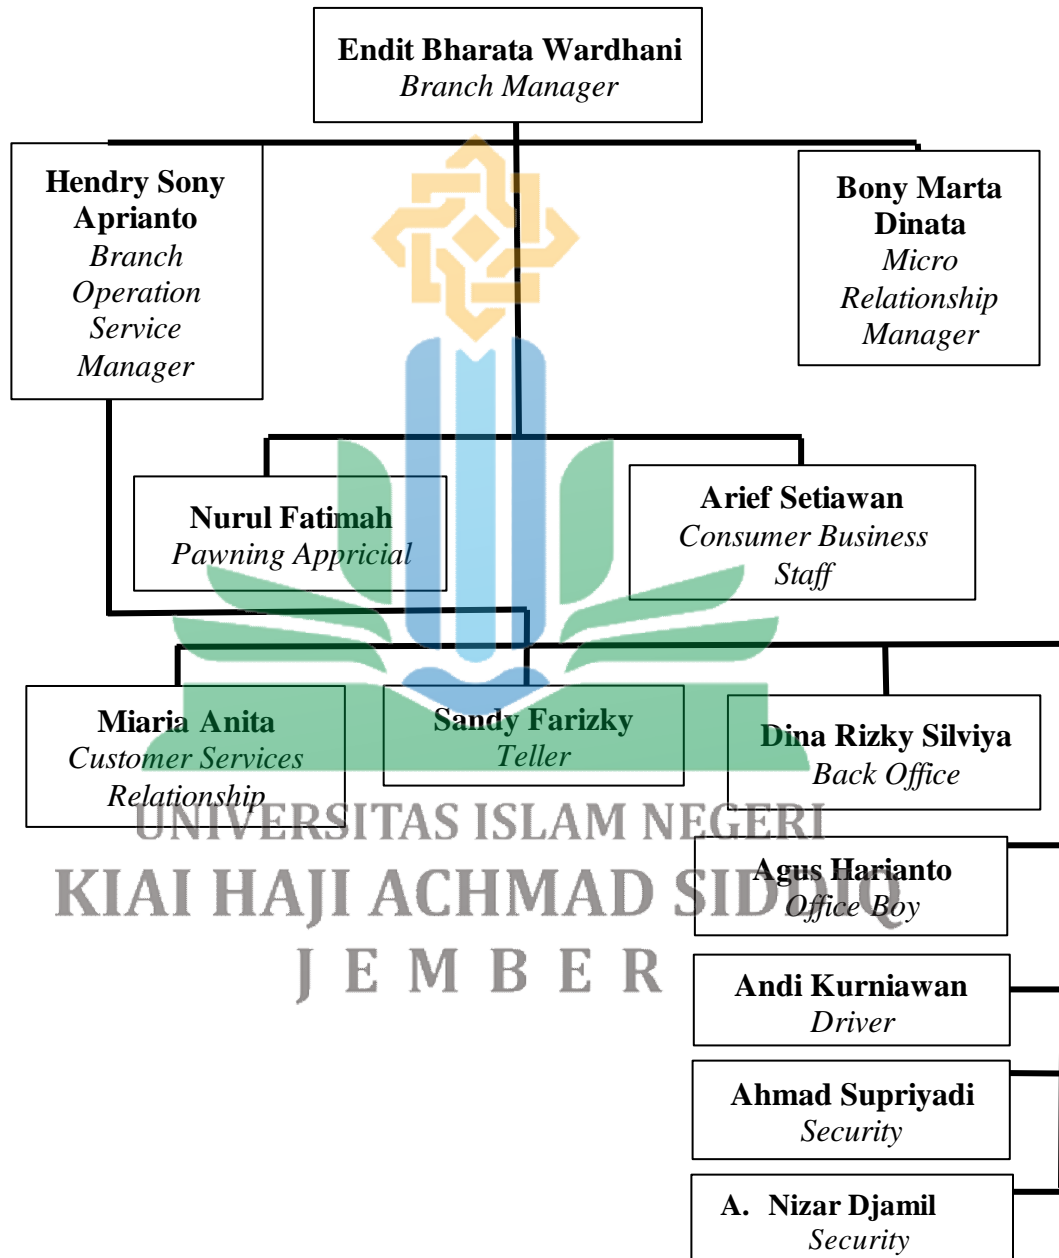 Endit Bharata Wardhani
Branch Manager
Hendry Sony
Aprianto
Branch
Operation
Service
Manager
Bony Marta
Dinata
Micro
Relationship
Manager
Nurul Fatimah
Pawning Appricial
Arief Setiawan
Consumer Business
Staff
Miaria Anita
Customer Services
Relationship
Sandy Farizky
Teller
Dina Rizky Silviya
Back Office
UNIVERSITAS ISLAM NEGERI
KIAI HAJI ACHMAD SIDDIQ
J E M B E R
Agus Harianto
Office Boy
Andi Kurniawan
Driver
Ahmad Supriyadi
Security
A. Nizar Djamil
Security